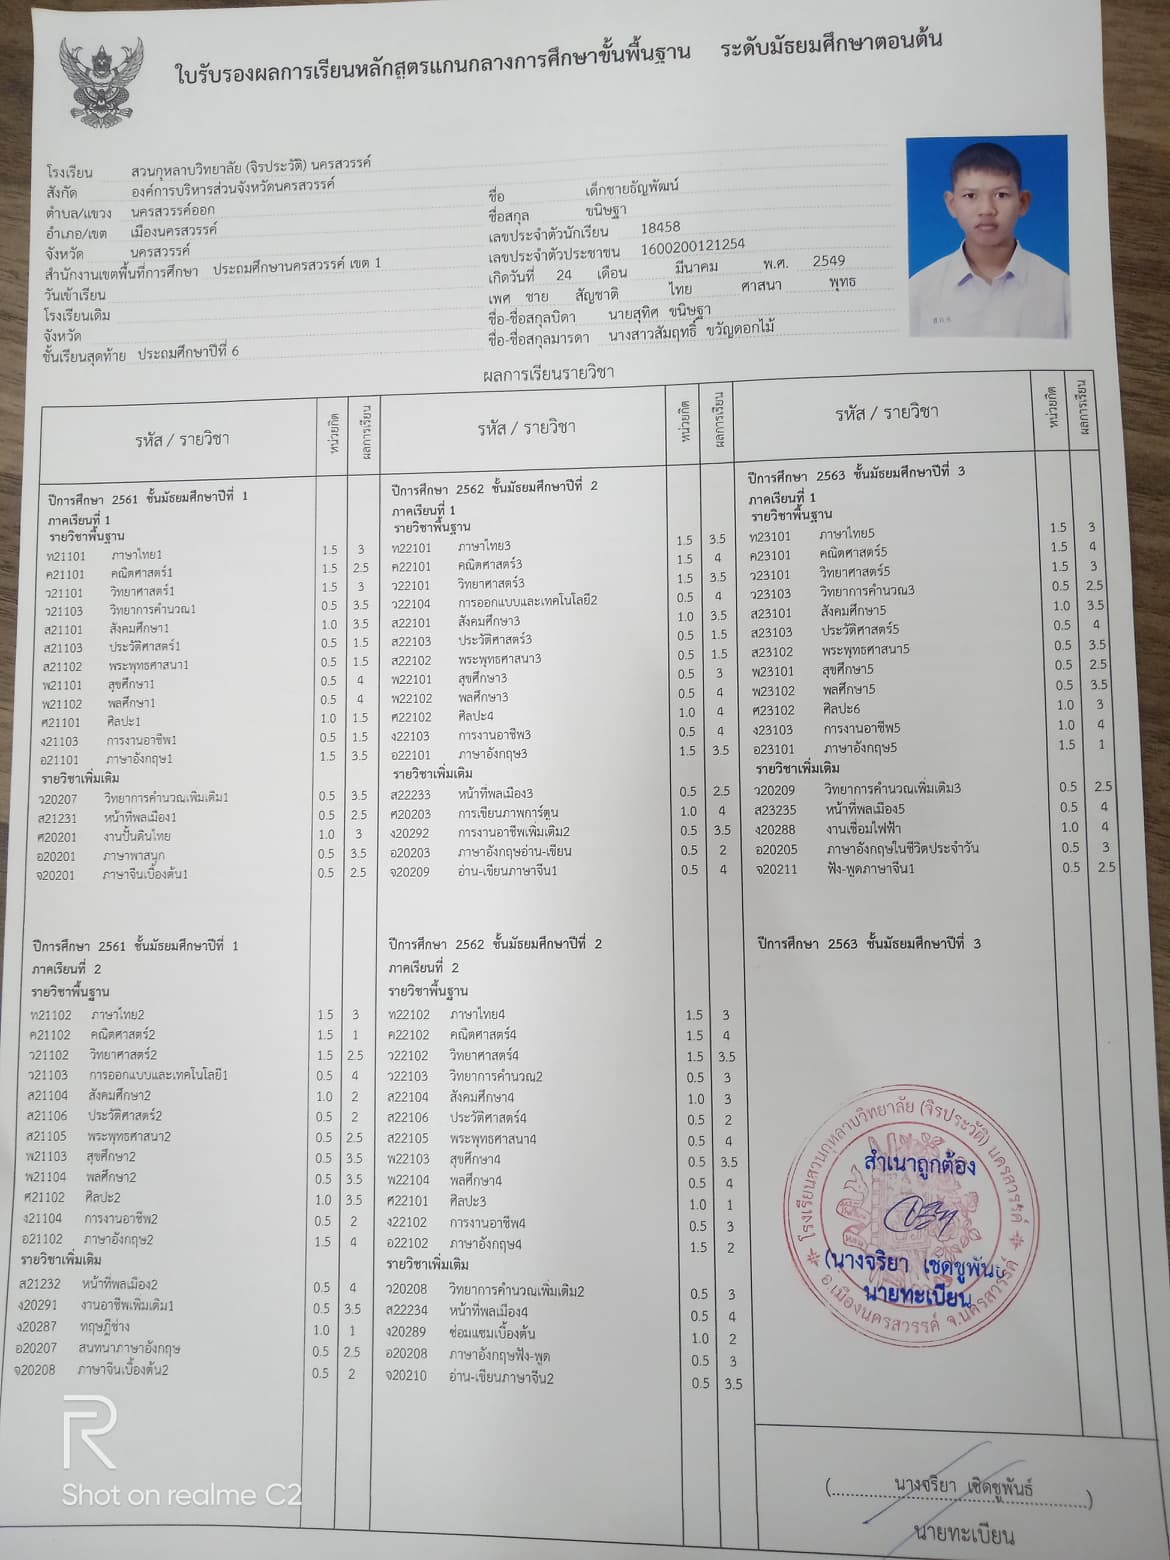 ใบรับรองผลการเรียนหลักสูตรแกนกลางการศึกษาขั้นพื้นฐาน ระดับมัธยมศึกษาตอนต้น
โรงเรียน สวนกุหลาบวิทยาลัย (จิรประวัติ) นครสวรรค์
สังกัด องค์การบริหารส่วนจังหวัดนครสวรรค์
ตำบล/แขวง นครสวรรค์ออก
อำเภอ/เขต เมืองนครสวรรค์
จังหวัด นครสวรรค์
สำนักงานเขตพื้นที่การศึกษา ประถมศึกษานครสวรรค์ เขต 1
วันเข้าเรียน
โรงเรียนเดิม
จังหวัด
ชั้นเรียนสุดท้าย ประถมศึกษาปีที่ 6
ชื่อ เด็กชายธัญพัฒน์
ชื่อสกุล ขนิษฐา
เลขประจำตัวนักเรียน 18458
เลขประจำตัวประชาชน 1600200121254
เกิดวันที่ 24 เดือน มีนาคม พ.ศ. 2549
เพศ ชาย สัญชาติ ไทย ศาสนา พุทธ
ชื่อ-ชื่อสกุลบิดา นายสุทิศ ขนิษฐา
ชื่อ-ชื่อสกุลมารดา นางสาวสัมฤทธิ์ ขวัญดอกไม้
ผลการเรียนรายวิชา
รหัส / รายวิชา หน่วยกิต ผลการเรียน
ปีการศึกษา 2561 ชั้นมัธยมศึกษาปีที่ 1
ภาคเรียนที่ 1
รายวิชาพื้นฐาน
ท21101 ภาษาไทย1 1.5 3
ค21101 คณิตศาสตร์1 1.5 2.5
ว21101 วิทยาศาสตร์1 1.5 3
ว21103 วิทยาการคำนวณ1 0.5 3.5
ส21101 สังคมศึกษา1 1.0 3.5
ส21103 ประวัติศาสตร์1 0.5 1.5
ส21102 พระพุทธศาสนา1 0.5 1.5
พ21101 สุขศึกษา1 0.5 4
พ21102 พลศึกษา1 0.5 4
ศ21101 ศิลปะ1 1.0 1.5
ง21103 การงานอาชีพ1 0.5 1.5
อ21101 ภาษาอังกฤษ1 1.5 3.5
รายวิชาเพิ่มเติม
ว20207 วิทยาการคำนวณเพิ่มเติม1 0.5 3.5
ส21231 หน้าที่พลเมือง1 0.5 2.5
ศ20201 งานปั้นดินไทย 1.0 3
อ20201 ภาษาพาสนุก 0.5 3.5
จ20201 ภาษาจีนเบื้องต้น1 0.5 2.5
ปีการศึกษา 2561 ชั้นมัธยมศึกษาปีที่ 1
ภาคเรียนที่ 2
รายวิชาพื้นฐาน
ท21102 ภาษาไทย2 1.5 3
ค21102 คณิตศาสตร์2 1.5 1
ว21102 วิทยาศาสตร์2 1.5 2.5
ว21103 การออกแบบและเทคโนโลยี1 0.5 4
ส21104 สังคมศึกษา2 1.0 2
ส21106 ประวัติศาสตร์2 0.5 2
ส21105 พระพุทธศาสนา2 0.5 2.5
พ21103 สุขศึกษา2 0.5 3.5
พ21104 พลศึกษา2 0.5 3.5
ศ21102 ศิลปะ2 1.0 3.5
ง21104 การงานอาชีพ2 0.5 2
อ21102 ภาษาอังกฤษ2 1.5 4
รายวิชาเพิ่มเติม
ส21232 หน้าที่พลเมือง2 0.5 4
ง20291 งานอาชีพเพิ่มเติม1 0.5 3.5
ง20287 ทฤษฎีช่าง 1.0 1
อ20207 สนทนาภาษาอังกฤษ 0.5 2.5
จ20208 ภาษาจีนเบื้องต้น2 0.5 2
รหัส / รายวิชา หน่วยกิต ผลการเรียน
ปีการศึกษา 2562 ชั้นมัธยมศึกษาปีที่ 2
ภาคเรียนที่ 1
รายวิชาพื้นฐาน
ท22101 ภาษาไทย3 1.5 3.5
ค22101 คณิตศาสตร์3 1.5 4
ว22101 วิทยาศาสตร์3 1.5 3.5
ว22104 การออกแบบและเทคโนโลยี2 0.5 4
ส22101 สังคมศึกษา3 1.0 3.5
ส22103 ประวัติศาสตร์3 0.5 1.5
ส22102 พระพุทธศาสนา3 0.5 1.5
พ22101 สุขศึกษา3 0.5 3
พ22102 พลศึกษา3 0.5 4
ศ22102 ศิลปะ4 1.0 4
ง22103 การงานอาชีพ3 0.5 4
อ22101 ภาษาอังกฤษ3 1.5 3.5
รายวิชาเพิ่มเติม
ส22233 หน้าที่พลเมือง3 0.5 2.5
ศ20203 การเขียนภาพการ์ตูน 1.0 4
ง20292 การงานอาชีพเพิ่มเติม2 0.5 3.5
อ20203 ภาษาอังกฤษอ่าน-เขียน 0.5 2
จ20209 อ่าน-เขียนภาษาจีน1 0.5 4
ปีการศึกษา 2562 ชั้นมัธยมศึกษาปีที่ 2
ภาคเรียนที่ 2
รายวิชาพื้นฐาน
ท22102 ภาษาไทย4 1.5 3
ค22102 คณิตศาสตร์4 1.5 4
ว22102 วิทยาศาสตร์4 1.5 3.5
ว22103 วิทยาการคำนวณ2 0.5 3
ส22104 สังคมศึกษา4 1.0 3
ส22106 ประวัติศาสตร์4 0.5 2
ส22105 พระพุทธศาสนา4 0.5 4
พ22103 สุขศึกษา4 0.5 3.5
พ22104 พลศึกษา4 0.5 4
ศ22101 ศิลปะ3 1.0 1
ง22102 การงานอาชีพ4 0.5 3
อ22102 ภาษาอังกฤษ4 1.5 2
รายวิชาเพิ่มเติม
ว20208 วิทยาการคำนวณเพิ่มเติม2 0.5 3
ส22234 หน้าที่พลเมือง4 0.5 4
ง20289 ซ่อมแซมเบื้องต้น 1.0 2
อ20208 ภาษาอังกฤษฟัง-พูด 0.5 3
จ20210 อ่าน-เขียนภาษาจีน2 0.5 3.5
รหัส / รายวิชา หน่วยกิต ผลการเรียน
ปีการศึกษา 2563 ชั้นมัธยมศึกษาปีที่ 3
ภาคเรียนที่ 1
รายวิชาพื้นฐาน
ท23101 ภาษาไทย5 1.5 3
ค23101 คณิตศาสตร์5 1.5 4
ว23101 วิทยาศาสตร์5 1.5 3
ว23103 วิทยาการคำนวณ3 0.5 2.5
ส23101 สังคมศึกษา5 1.0 3.5
ส23103 ประวัติศาสตร์5 0.5 4
ส23102 พระพุทธศาสนา5 0.5 3.5
พ23101 สุขศึกษา5 0.5 2.5
พ23102 พลศึกษา5 0.5 3.5
ศ23102 ศิลปะ6 1.0 3
ง23103 การงานอาชีพ5 1.0 4
อ23101 ภาษาอังกฤษ5 1.5 1
รายวิชาเพิ่มเติม
ว20209 วิทยาการคำนวณเพิ่มเติม3 0.5 2.5
ส23235 หน้าที่พลเมือง5 0.5 4
ง20288 งานเชื่อมไฟฟ้า 1.0 4
อ20205 ภาษาอังกฤษในชีวิตประจำวัน 0.5 3
จ20211 ฟัง-พูดภาษาจีน1 0.5 2.5
ปีการศึกษา 2563 ชั้นมัธยมศึกษาปีที่ 3
โรงเรียนสวนกุหลาบวิทยาลัย (จิรประวัติ) นครสวรรค์
อ.เมืองนครสวรรค์ จ.นครสวรรค์
สำเนาถูกต้อง
(นางจริยา เชิดชูพันธ์
นายทะเบียน
(นางจริยา เชิดชูพันธ์)
นายทะเบียน
R
Shot on realme C2